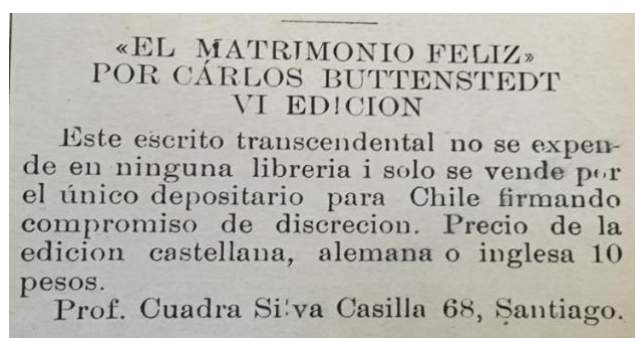 «EL MATRIMONIO FELIZ»
POR CÁRLOS BUTTENSTEDT
VI EDICION
Este escrito transcendental no se expen-
de en ninguna libreria i solo se vende por
el único depositario para Chile firmando
compromiso de discrecion. Precio de la
edicion castellana, alemana o inglesa 10
pesos.
Prof. Cuadra Silva Casilla 68, Santiago.